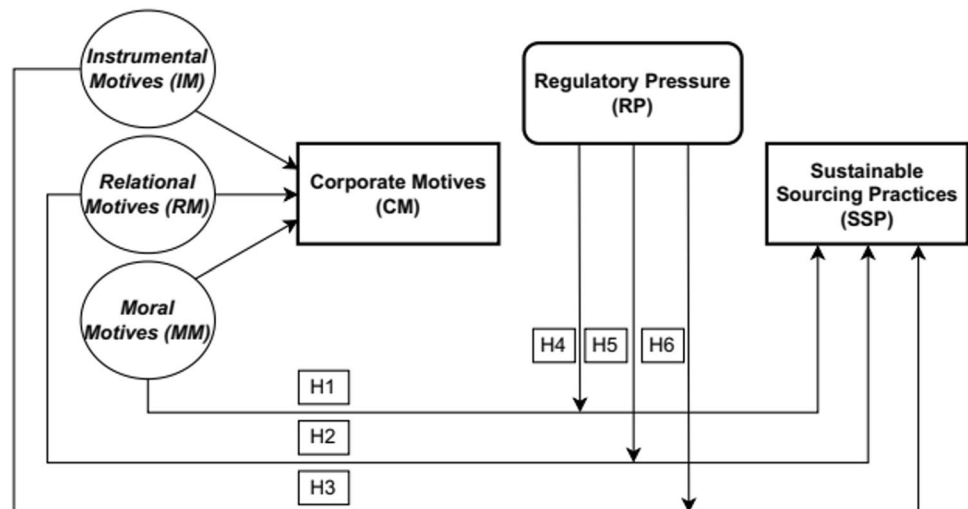 Instrumental
Motives (IM)
Relational
Motives (RM)
Moral
Motives (MM)
Corporate Motives
(CM)
Regulatory Pressure
(RP)
Sustainable
Sourcing Practices
(SSP)
H4
H5
H6
H1
H2
H3